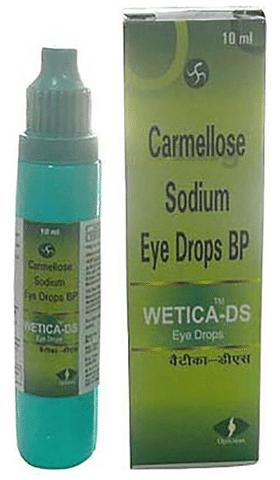 10 ml
Carmellose
Sodium
Eye Drops BP
WETICA-DS
Eye Drops
10 ml
Carmellose
Sodium
Eye Drops BP
WETICA-DS™
Eye Drops
वैटीका-डीएस